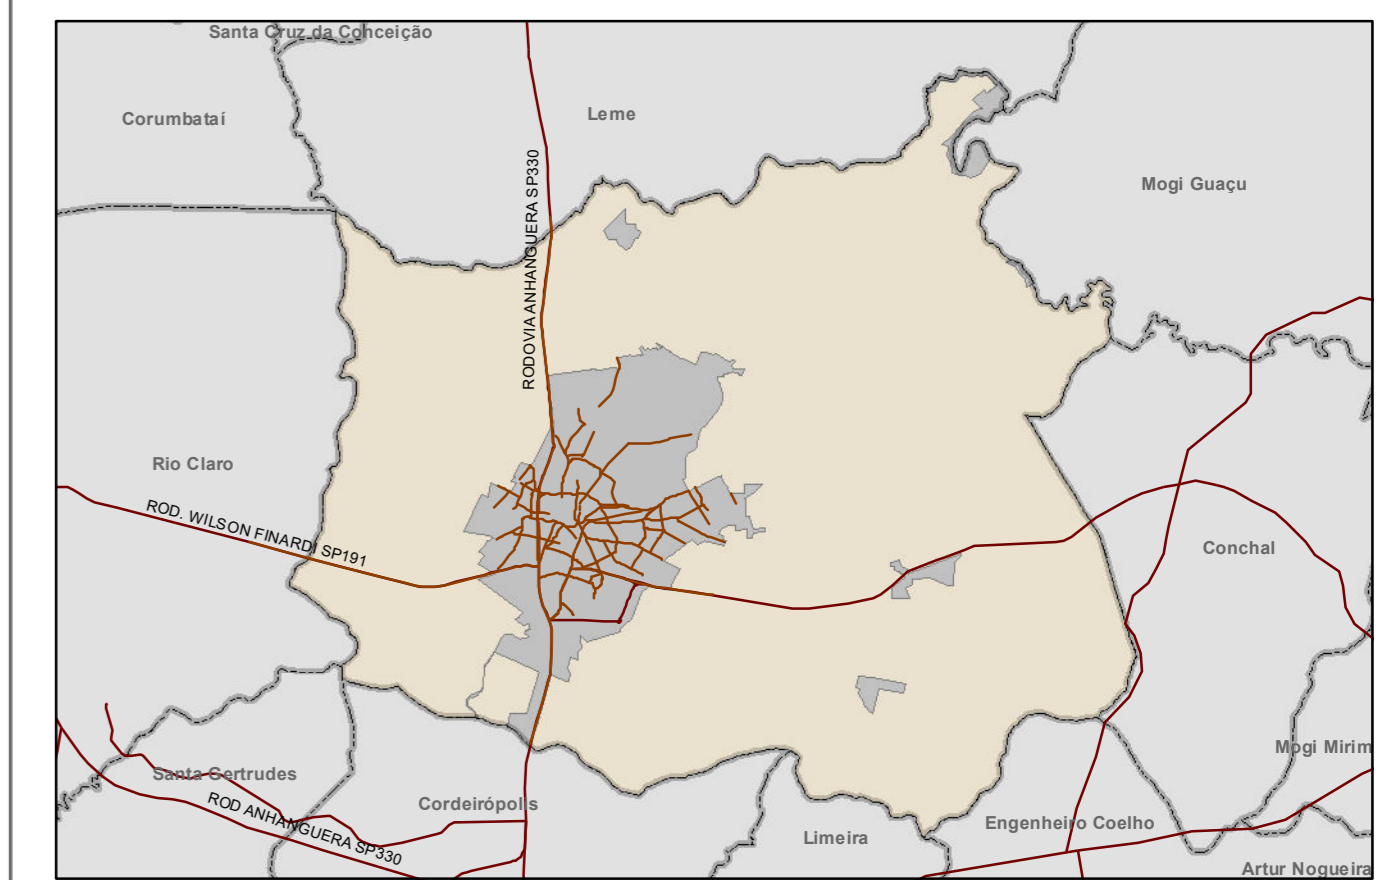 Santa Cruz da Conceição
Corumbataí
Leme
RODOVIA ANHANGUERA SP330
Mogi Guaçu
Rio Claro
ROD. WILSON FINARDI SP191
Conchal
Mogi Mirim
Santa Gertrudes
ROD ANHANGUERA SP330
Cordeirópolis
Limeira
Engenheiro Coelho
Artur Nogueira